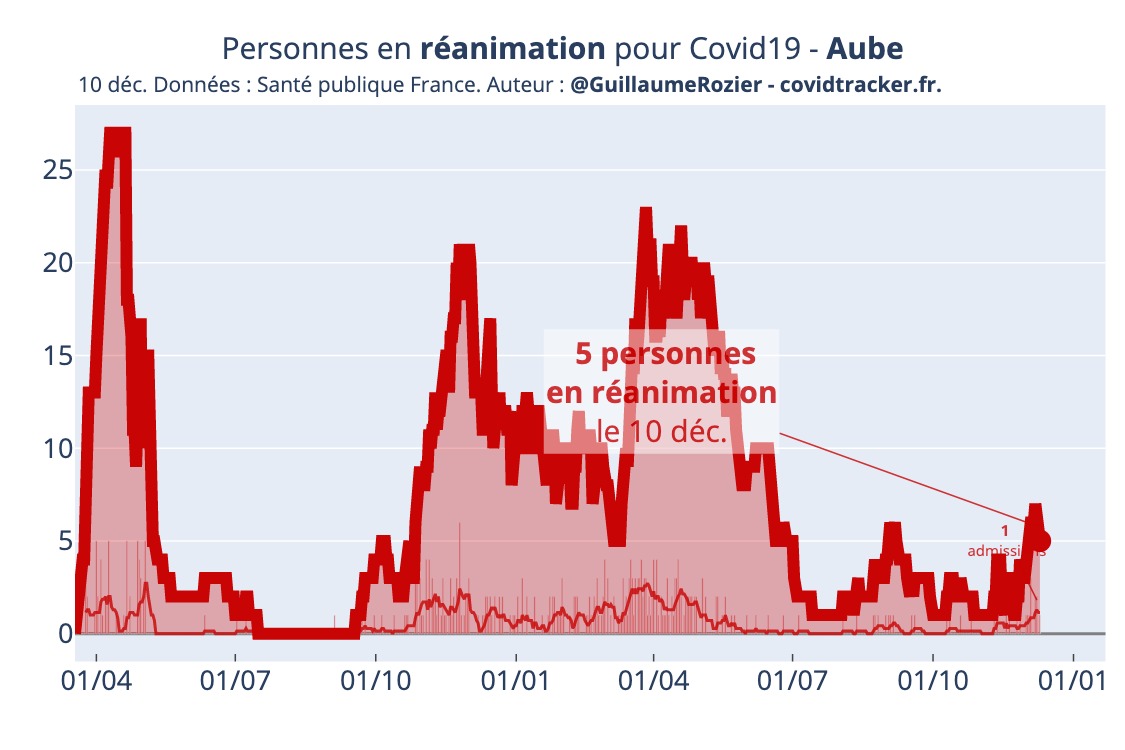 Personnes en réanimation pour Covid19 - Aube
10 déc. Données : Santé publique France. Auteur : @GuillaumeRozier - covidtracker.fr.
25
20
15
10
5
0
5 personnes
en réanimation
le 10 déc.
1
admissions
01/04
01/07
01/10
01/01
01/04
01/07
01/10
01/01